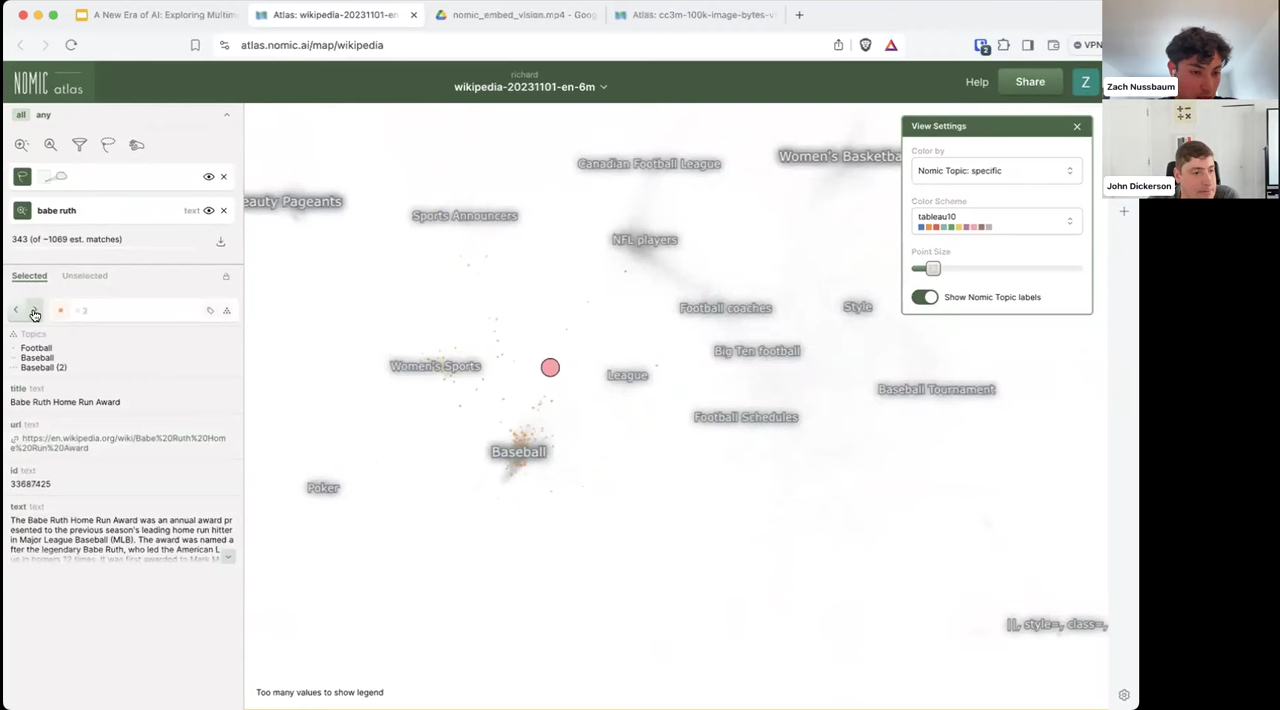 A New Era of AI: Exploring Multim
Atlas: wikipedia-20231101-en
nomic_embed_vision.mp4 - Goo
Atlas: cc3m-100k-image-bytes-v
atlas.nomic.ai/map/wikipedia
2
VPN
NOMIC atlas
richard
wikipedia-20231101-en-6m
Help
Share
Z
Zach Nussbaum
John Dickerson
all any
babe ruth
text
343 (of ~1069 est. matches)
Selected
Unselected
Topics
Football
Baseball
Baseball (2)
title text
Babe Ruth Home Run Award
url text
https://en.wikipedia.org/wiki/Babe%20Ruth%20Hom
e%20Run%20Award
id text
33687425
text text
The Babe Ruth Home Run Award was an annual award pr
esented to the previous season's leading home run hitter
in Major League Baseball (MLB). The award was named a
fter the legendary Babe Ruth, who led the American L
Canadian Football League
Women's Basketba
eauty Pageants
Sports Announcers
NFL players
Football coaches
Style
Women's Sports
Big Ten football
League
Baseball Tournament
Football Schedules
Baseball
Poker
||, style=, class=,
Too many values to show legend
View Settings
Color by
Nomic Topic: specific
Color Scheme
tableau10
Point Size
Show Nomic Topic labels